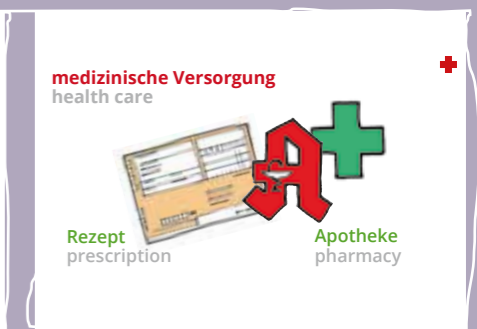 medizinische Versorgung
health care
A
Rezept
prescription
Apotheke
pharmacy